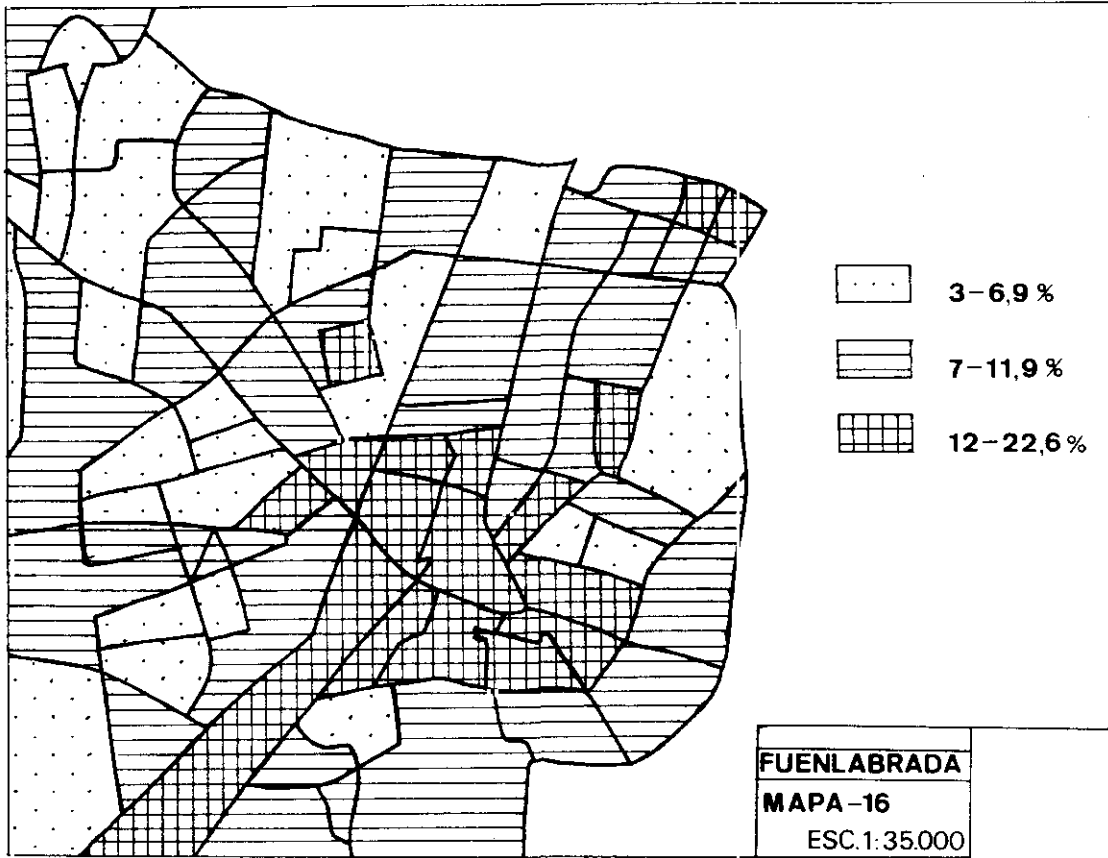 3-6,9 %
7-11,9 %
12-22,6 %
FUENLABRADA
MAPA-16
ESC.1:35.000